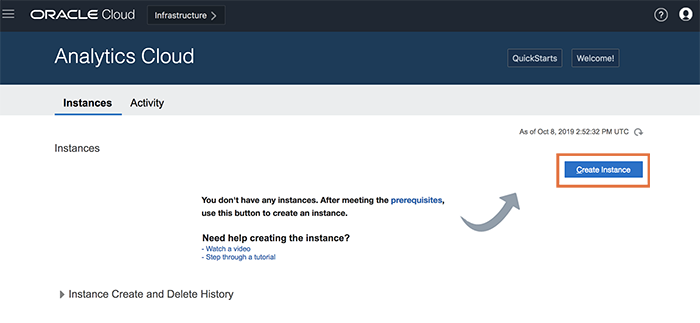 ORACLE Cloud
Infrastructure
Analytics Cloud
QuickStarts
Welcome!
Instances
Activity
As of Oct 8, 2019 2:52:32 PM UTC
Instances
Create Instance
You don't have any instances. After meeting the prerequisites,
use this button to create an instance.
Need help creating the instance?
- Watch a video
- Step through a tutorial
Instance Create and Delete History